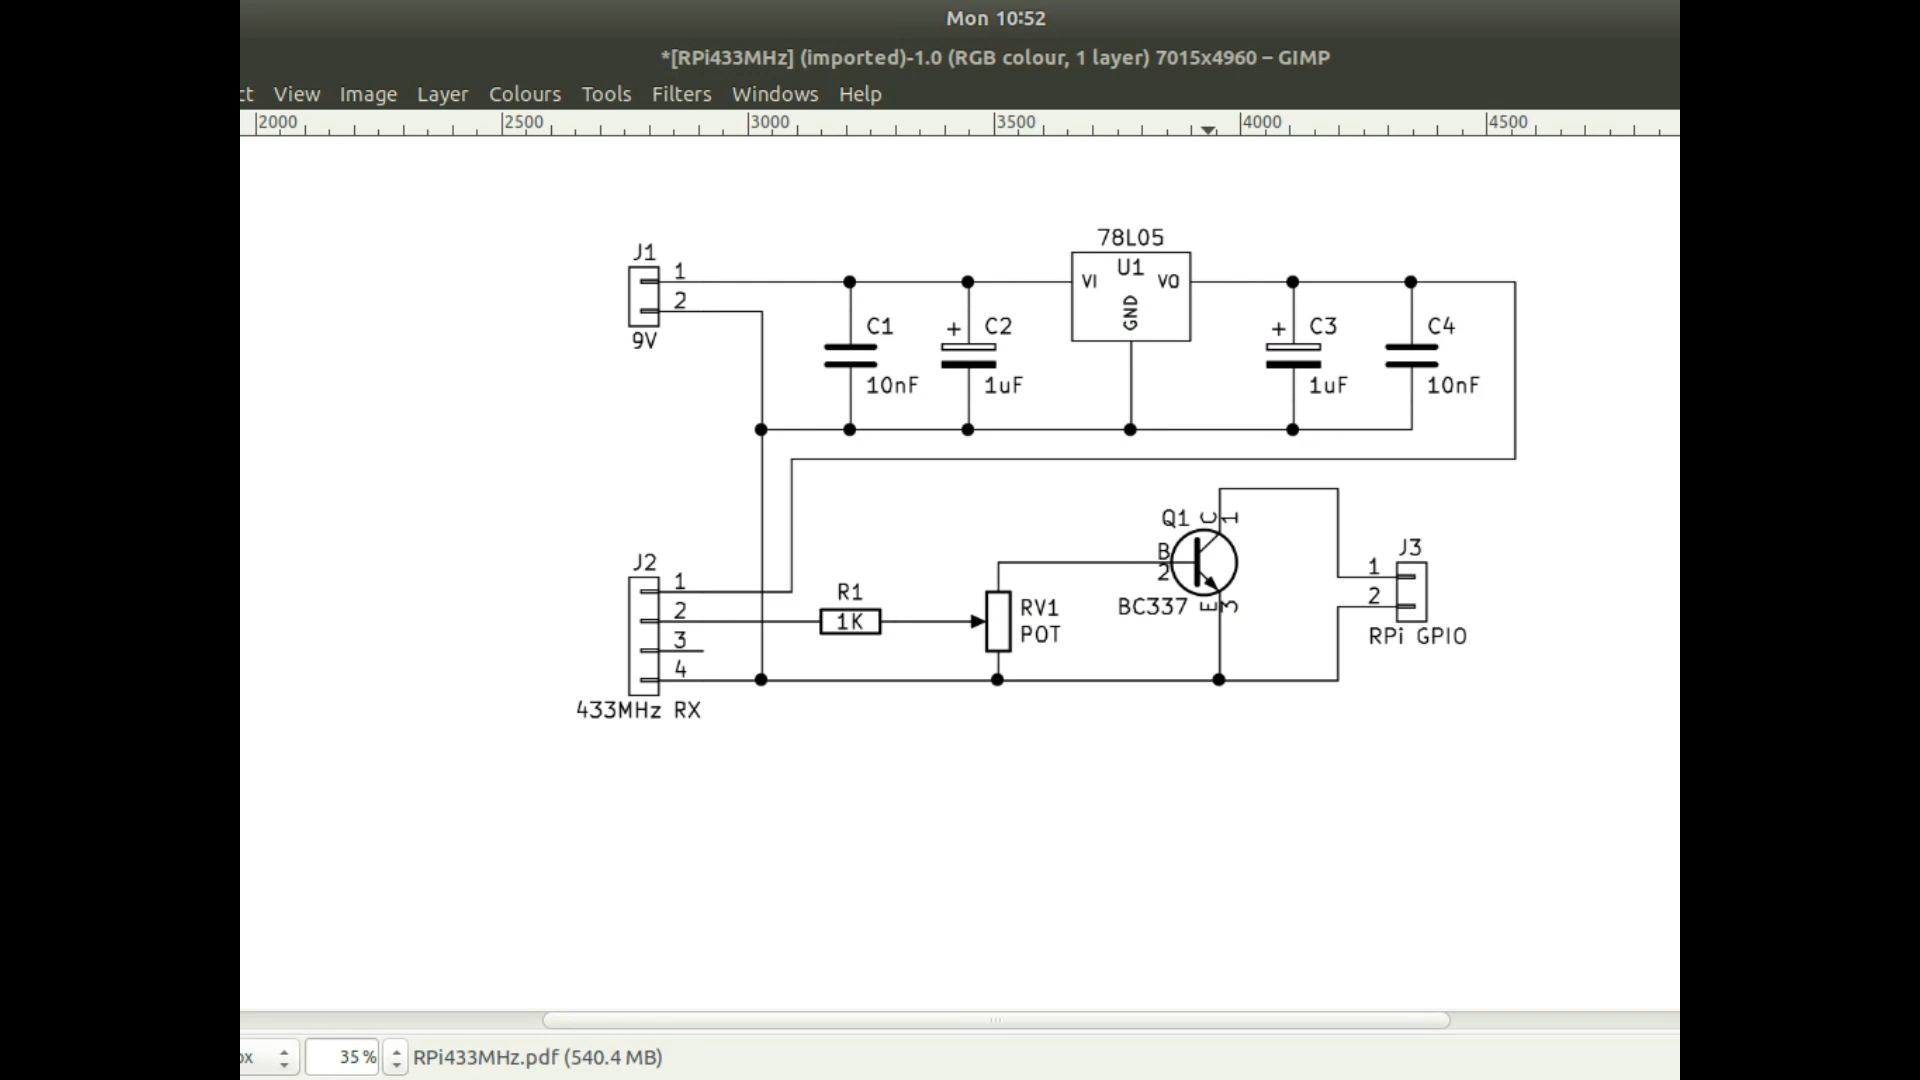 Mon 10:52
*[RPi433MHz] (imported)-1.0 (RGB colour, 1 layer) 7015x4960 – GIMP
ct View Image Layer Colours Tools Filters Windows Help
2000 2500 3000 3500 4000 4500
78L05
J1
1
U1
VI VO
2
GND
9V
+ C2
C1
+ C3
C4
10nF
1uF
1uF
10nF
Q1 C 1
J2
J3
B
1
2
1
R1
2
2
1K
RV1
BC337 E 3
POT
RPi GPIO
3
4
433MHz RX
px 35 % RPi433MHz.pdf (540.4 MB)